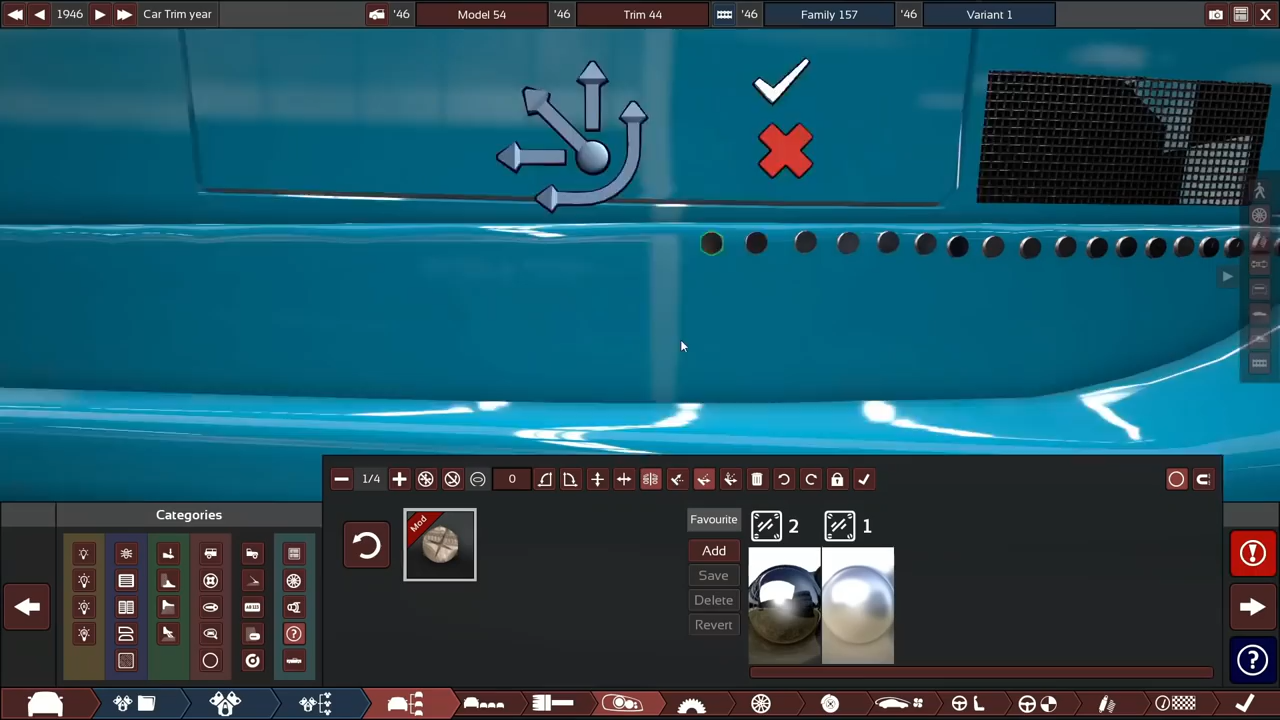 1946 Car Trim year '46 Model 54 '46 Trim 44 '46 Family 157 '46 Variant 1
1/4 0
Categories
Mod
Favourite 2 1
Add
Save
Delete
Revert